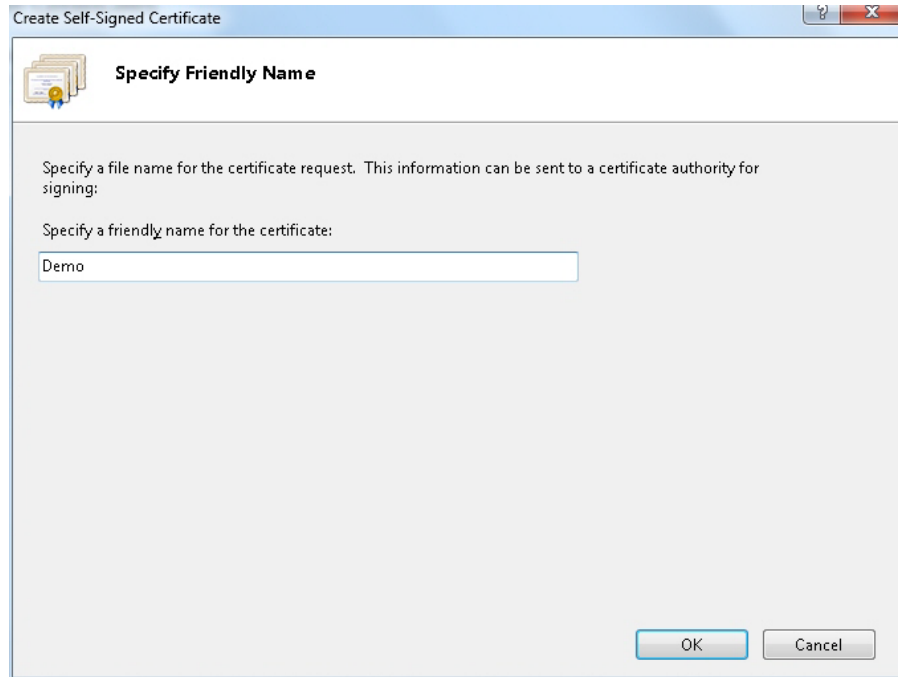 Create Self-Signed Certificate
Specify Friendly Name
Specify a file name for the certificate request.  This information can be sent to a certificate authority for
signing:
Specify a friendly name for the certificate:
Demo
OK
Cancel